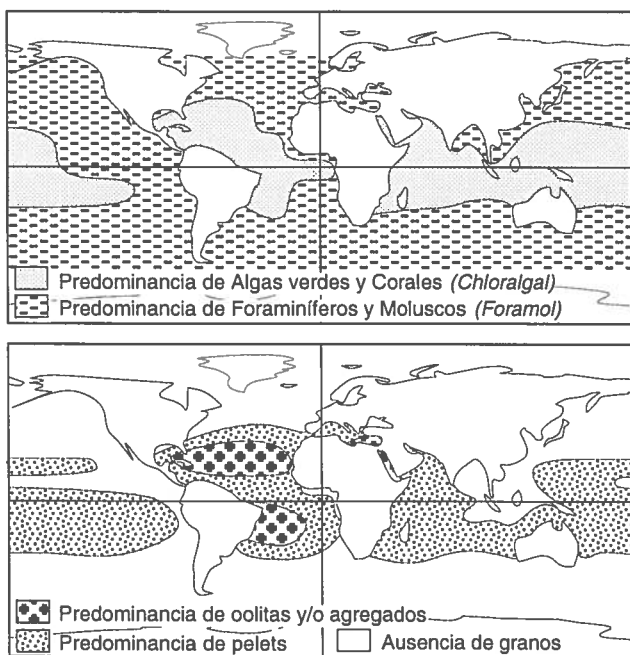 Predominancia de Algas verdes y Corales (Chloralgal)
Predominancia de Foraminíferos y Moluscos (Foramol)
Predominancia de oolitas y/o agregados
Predominancia de pelets
Ausencia de granos